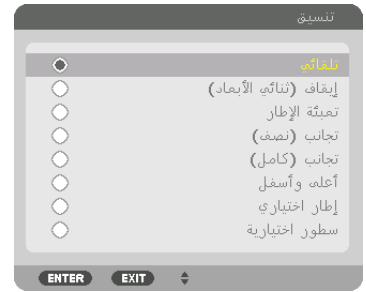 تنسيق
تلقائي
إيقاف (ثنائي الأبعاد)
تعبئة الإطار
تجانب (نصف)
تجانب (كامل)
أعلى وأسفل
إطار اختياري
سطور اختيارية
ENTER EXIT